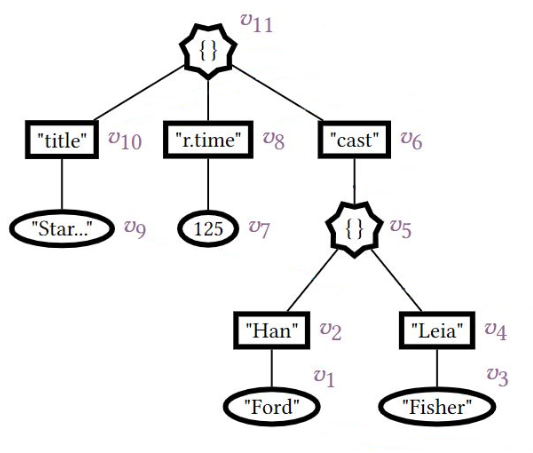 {} v11
"title" v10 "r.time" v8 "cast" v6
"Star..." v9 125 v7 {} v5
"Han" v2 "Leia" v4
v1 v3
"Ford" "Fisher"